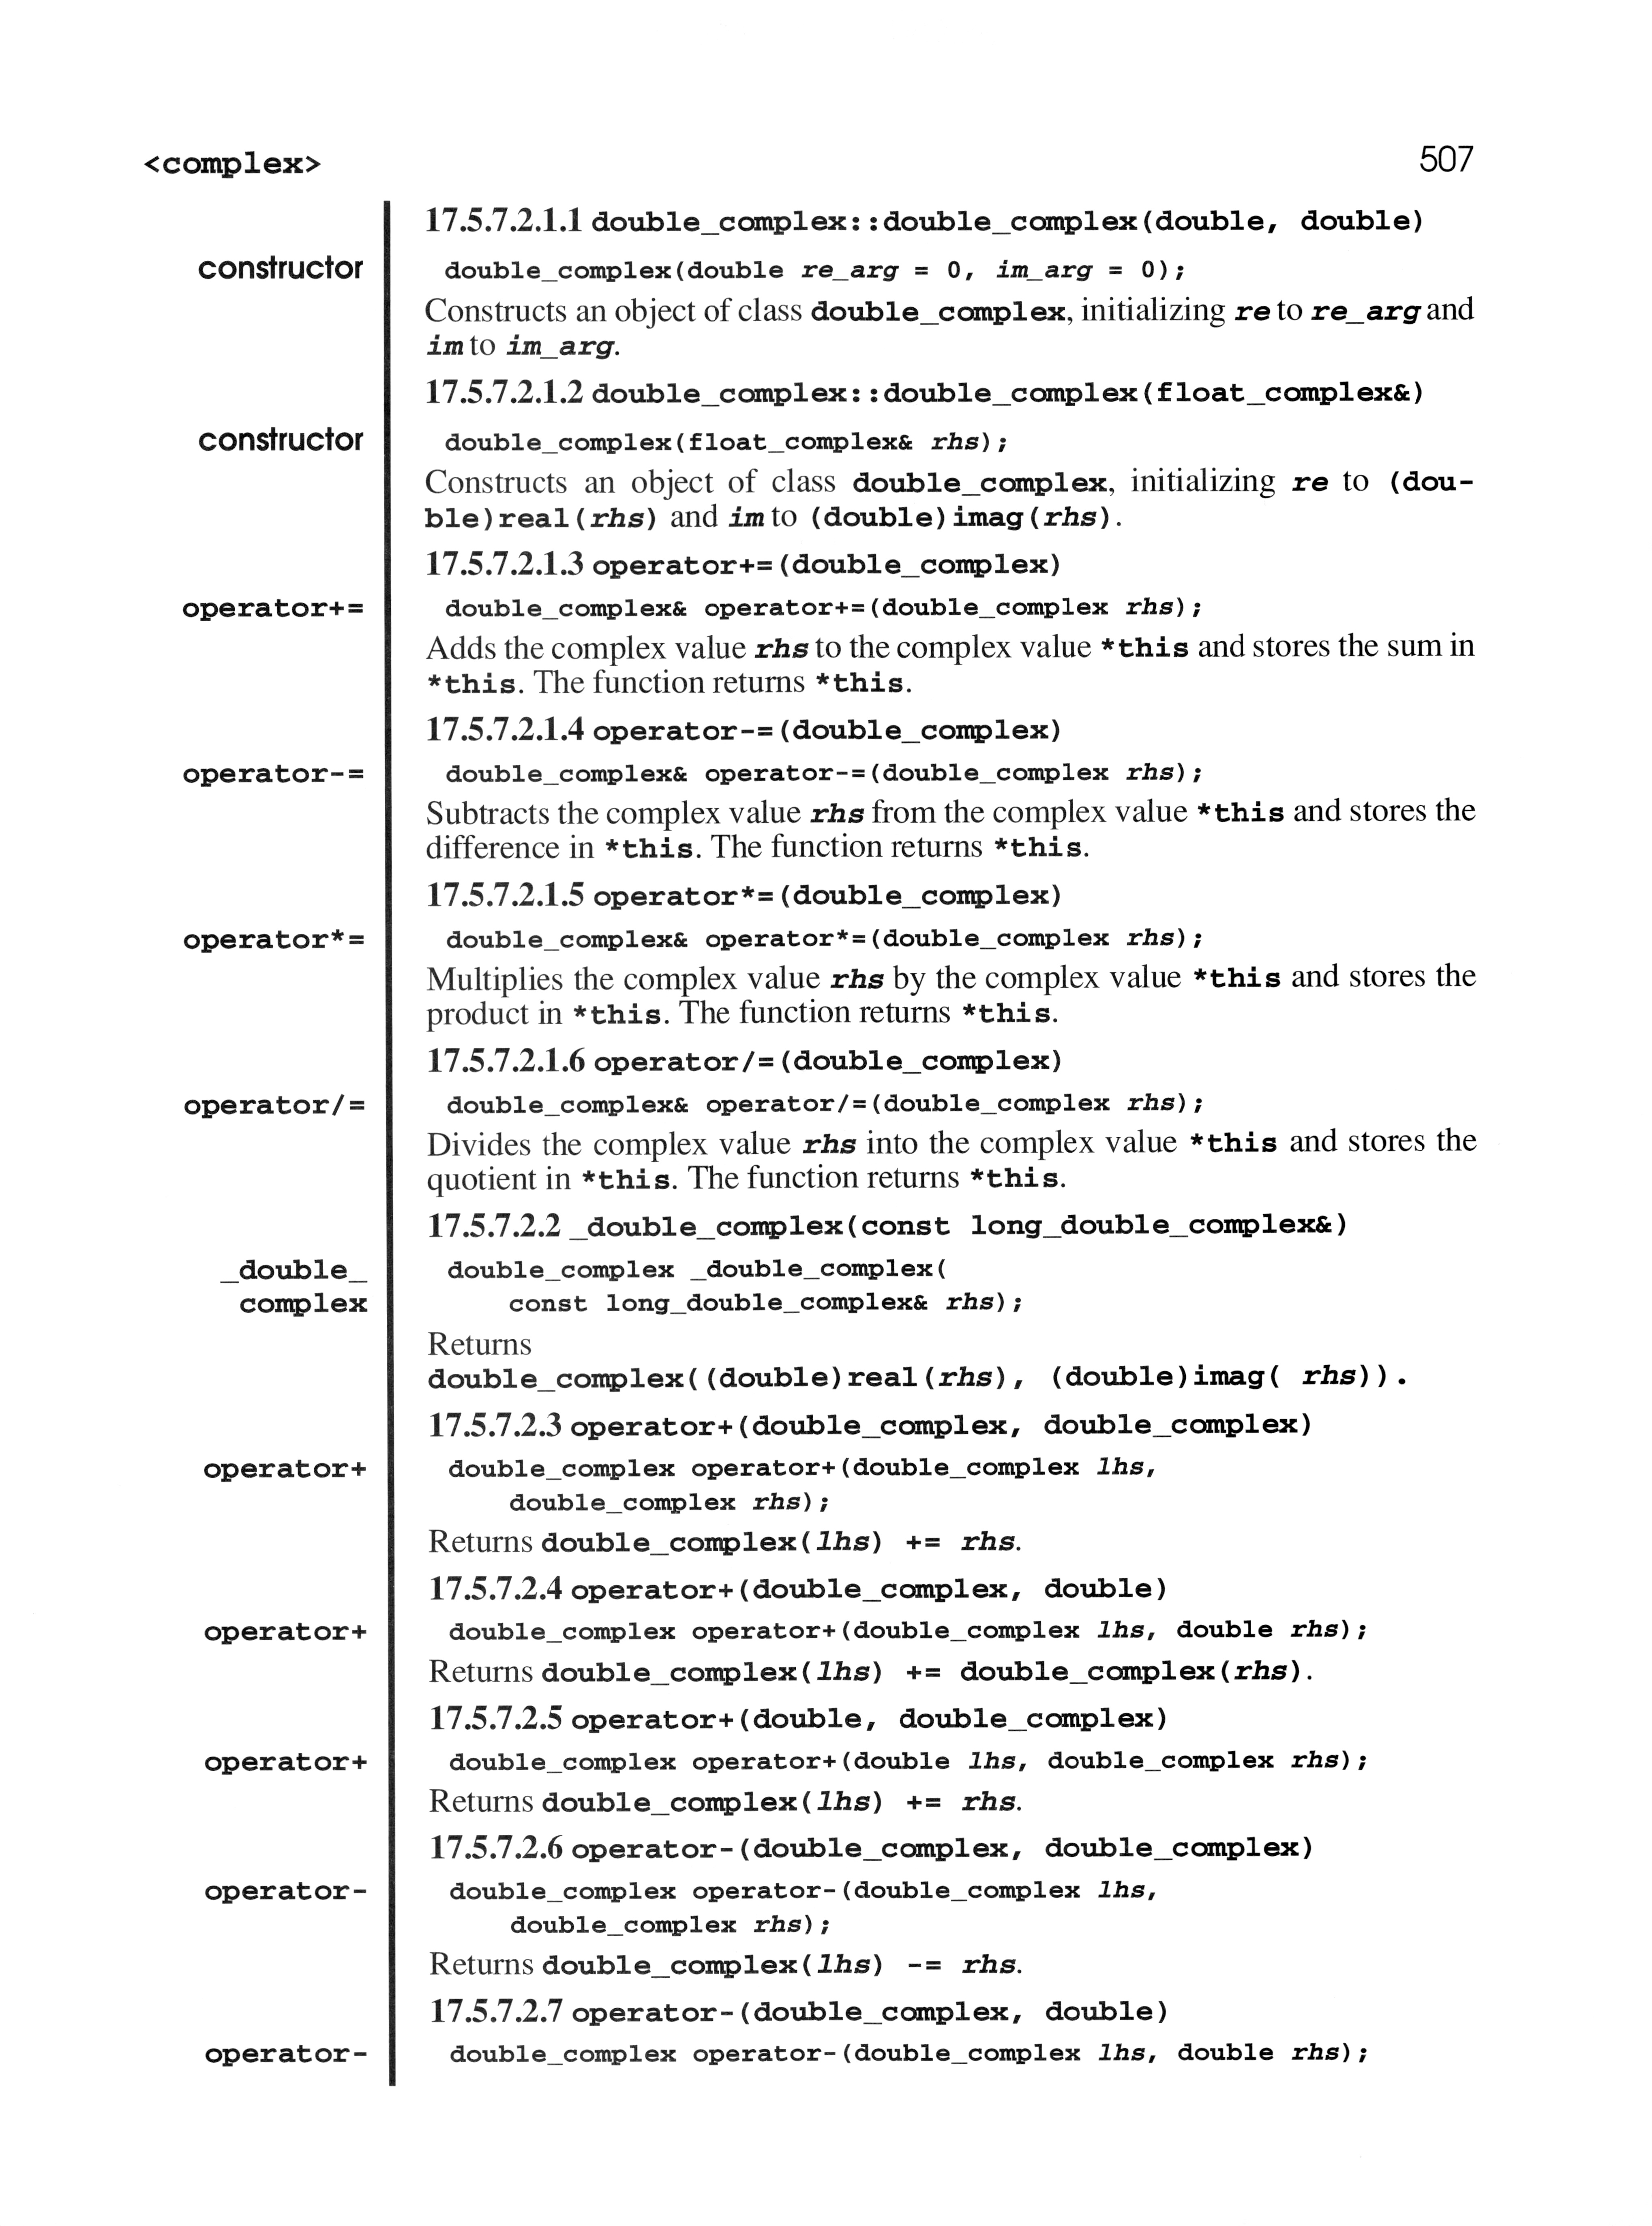 <complex>
507
17.5.7.2.1.1 double_complex::double_complex(double, double)
constructor
double_complex(double re_arg = 0, im_arg = 0);
Constructs an object of class double_complex, initializing re to re_arg and
im to im_arg.
17.5.7.2.1.2 double_complex::double_complex(float_complex&)
constructor
double_complex(float_complex& rhs);
Constructs an object of class double_complex, initializing re to (dou-
ble)real(rhs) and im to (double)imag(rhs).
17.5.7.2.1.3 operator+=(double_complex)
operator+=
double_complex& operator+=(double_complex rhs);
Adds the complex value rhs to the complex value *this and stores the sum in
*this. The function returns *this.
17.5.7.2.1.4 operator-=(double_complex)
operator-=
double_complex& operator-=(double_complex rhs);
Subtracts the complex value rhs from the complex value *this and stores the
difference in *this. The function returns *this.
17.5.7.2.1.5 operator*=(double_complex)
operator*=
double_complex& operator*=(double_complex rhs);
Multiplies the complex value rhs by the complex value *this and stores the
product in *this. The function returns *this.
17.5.7.2.1.6 operator/=(double_complex)
operator/=
double_complex& operator/=(double_complex rhs);
Divides the complex value rhs into the complex value *this and stores the
quotient in *this. The function returns *this.
17.5.7.2.2 _double_complex(const long_double_complex&)
_double_
complex
double_complex _double_complex(
const long_double_complex& rhs);
Returns
double_complex((double)real(rhs), (double)imag( rhs)).
17.5.7.2.3 operator+(double_complex, double_complex)
operator+
double_complex operator+(double_complex lhs,
double_complex rhs);
Returns double_complex(lhs) += rhs.
17.5.7.2.4 operator+(double_complex, double)
operator+
double_complex operator+(double_complex lhs, double rhs);
Returns double_complex(lhs) += double_complex(rhs).
17.5.7.2.5 operator+(double, double_complex)
operator+
double_complex operator+(double lhs, double_complex rhs);
Returns double_complex(lhs) += rhs.
17.5.7.2.6 operator-(double_complex, double_complex)
operator-
double_complex operator-(double_complex lhs,
double_complex rhs);
Returns double_complex(lhs) -= rhs.
17.5.7.2.7 operator-(double_complex, double)
operator-
double_complex operator-(double_complex lhs, double rhs);